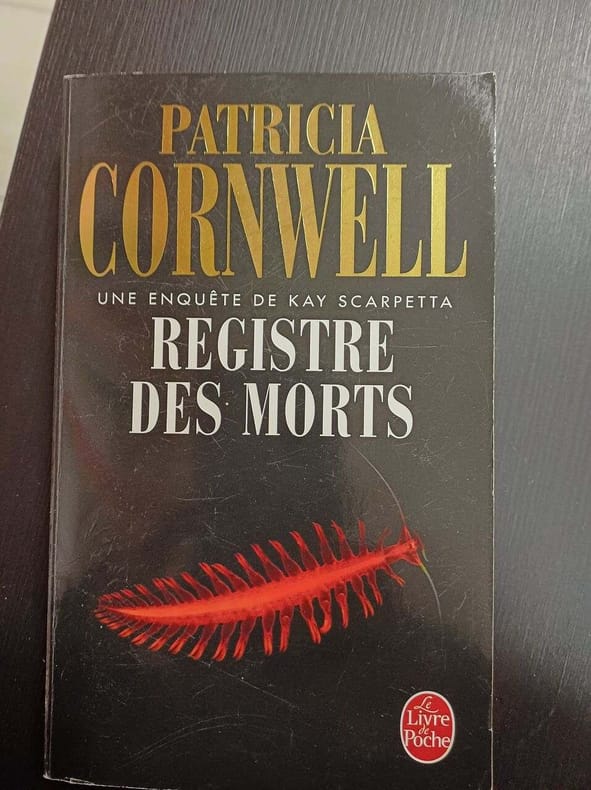 PATRICIA
CORNWELL
UNE ENQUÊTE DE KAY SCARPETTA
REGISTRE
DES MORTS
Le
Livre
de
Poche